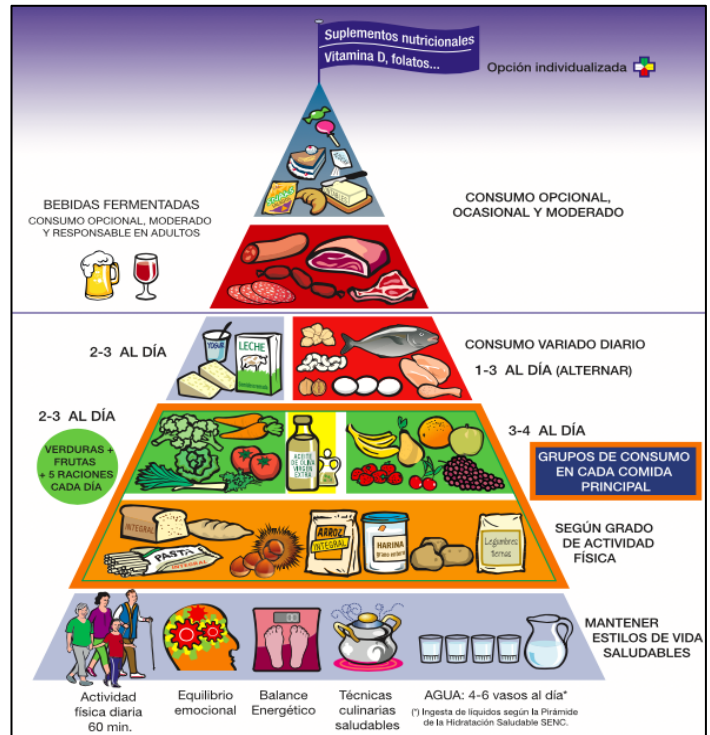 Suplementos nutricionales
Vitamina D, folatos...
Opción individualizada
BEBIDAS FERMENTADAS
CONSUMO OPCIONAL, MODERADO
Y RESPONSABLE EN ADULTOS
CONSUMO OPCIONAL,
OCASIONAL Y MODERADO
2-3 AL DÍA
YOGUR
LECHE
CONSUMO VARIADO DIARIO
1-3 AL DÍA (ALTERNAR)
2-3 AL DÍA
VERDURAS +
FRUTAS
+ 5 RACIONES
CADA DÍA
ACEITE
DE OLIVA
VIRGEN
EXTRA
3-4 AL DÍA
GRUPOS DE CONSUMO
EN CADA COMIDA
PRINCIPAL
INTEGRAL
PASTA
INTEGRAL
ARROZ
INTEGRAL
HARINA
Legumbres
tiernas
SEGÚN GRADO
DE ACTIVIDAD
FÍSICA
MANTENER
ESTILOS DE VIDA
SALUDABLES
Actividad
física diaria
60 min.
Equilibrio
emocional
Balance
Energético
Técnicas
culinarias
saludables
AGUA: 4-6 vasos al día*
(*) Ingesta de líquidos según la Pirámide
de la Hidratación Saludable SENC.